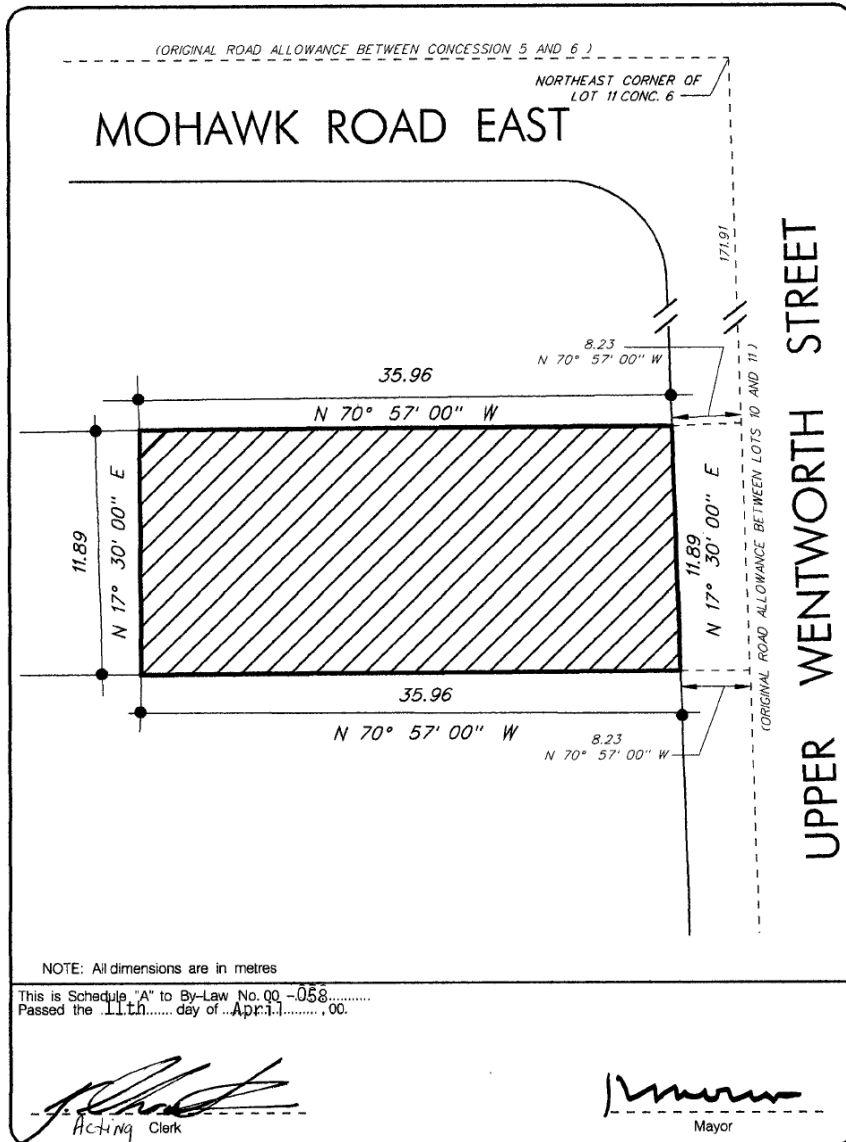 (ORIGINAL ROAD ALLOWANCE BETWEEN CONCESSION 5 AND 6 )
NORTHEAST CORNER OF
LOT 11 CONC. 6
MOHAWK ROAD EAST
171.91
UPPER WENTWORTH STREET
8.23
N 70° 57' 00" W
(ORIGINAL ROAD ALLOWANCE BETWEEN LOTS 10 AND 11 )
35.96
N 70° 57' 00" W
11.89
N 17° 30' 00" E
11.89
N 17° 30' 00" E
35.96
N 70° 57' 00" W
8.23
N 70° 57' 00" W
NOTE: All dimensions are in metres
This is Schedule "A" to By-Law No. 00 -058
Passed the 11th day of April , 00.
Acting Clerk
Mayor